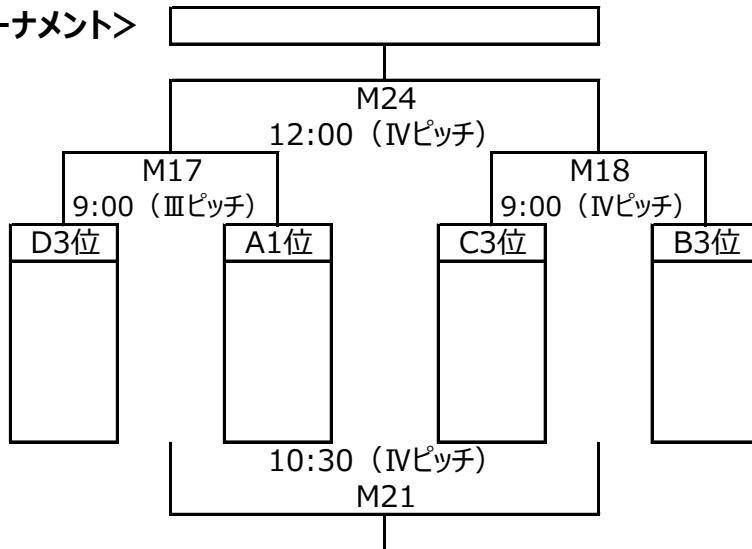 ーナメント＞
M24
12:00（Ⅳピッチ）
M17
M18
9:00（Ⅲピッチ）
9:00（Ⅳピッチ）
D3位
A1位
C3位
B3位
10:30（Ⅳピッチ）
M21